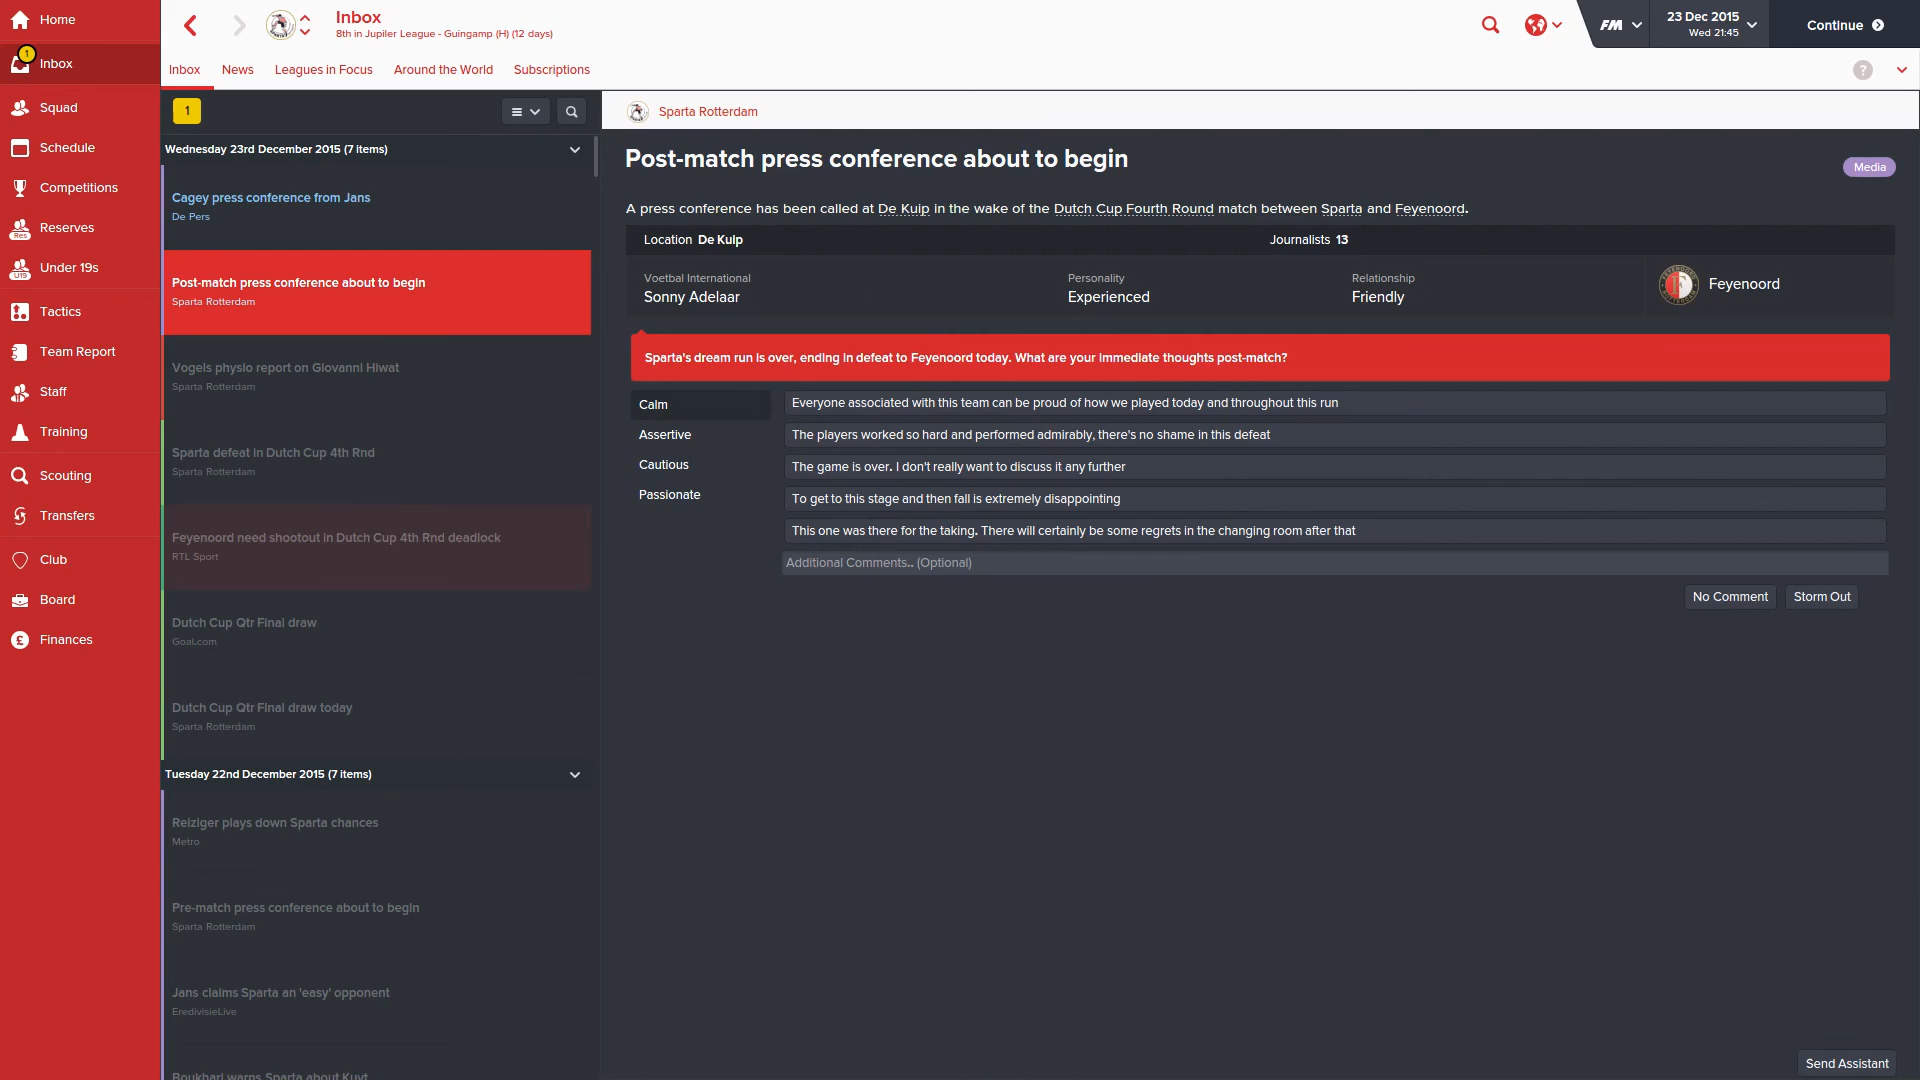 Home
1
Inbox
Squad
Schedule
Competitions
Res
Reserves
U19
Under 19s
Tactics
Team Report
Staff
Training
Scouting
Transfers
Club
Board
£
Finances
Inbox
8th in Jupiler League - Guingamp (H) (12 days)
FM
23 Dec 2015
Wed 21:45
Continue
Inbox
News
Leagues in Focus
Around the World
Subscriptions
?
1
Wednesday 23rd December 2015 (7 items)
Cagey press conference from Jans
De Pers
Post-match press conference about to begin
Sparta Rotterdam
Vogels physio report on Giovanni Hiwat
Sparta Rotterdam
Sparta defeat in Dutch Cup 4th Rnd
Sparta Rotterdam
Feyenoord need shootout in Dutch Cup 4th Rnd deadlock
RTL Sport
Dutch Cup Qtr Final draw
Goal.com
Dutch Cup Qtr Final draw today
Sparta Rotterdam
Tuesday 22nd December 2015 (7 items)
Reiziger plays down Sparta chances
Metro
Pre-match press conference about to begin
Sparta Rotterdam
Jans claims Sparta an 'easy' opponent
EredivisieLive
Boukhari warns Sparta about Kuyt
Sparta Rotterdam
Post-match press conference about to begin
Media
A press conference has been called at De Kuip in the wake of the Dutch Cup Fourth Round match between Sparta and Feyenoord.
Location De Kuip
Journalists 13
Voetbal International
Sonny Adelaar
Personality
Experienced
Relationship
Friendly
Feyenoord
Sparta's dream run is over, ending in defeat to Feyenoord today. What are your immediate thoughts post-match?
Calm
Assertive
Cautious
Passionate
Everyone associated with this team can be proud of how we played today and throughout this run
The players worked so hard and performed admirably, there's no shame in this defeat
The game is over. I don't really want to discuss it any further
To get to this stage and then fall is extremely disappointing
This one was there for the taking. There will certainly be some regrets in the changing room after that
Additional Comments.. (Optional)
No Comment
Storm Out
Send Assistant